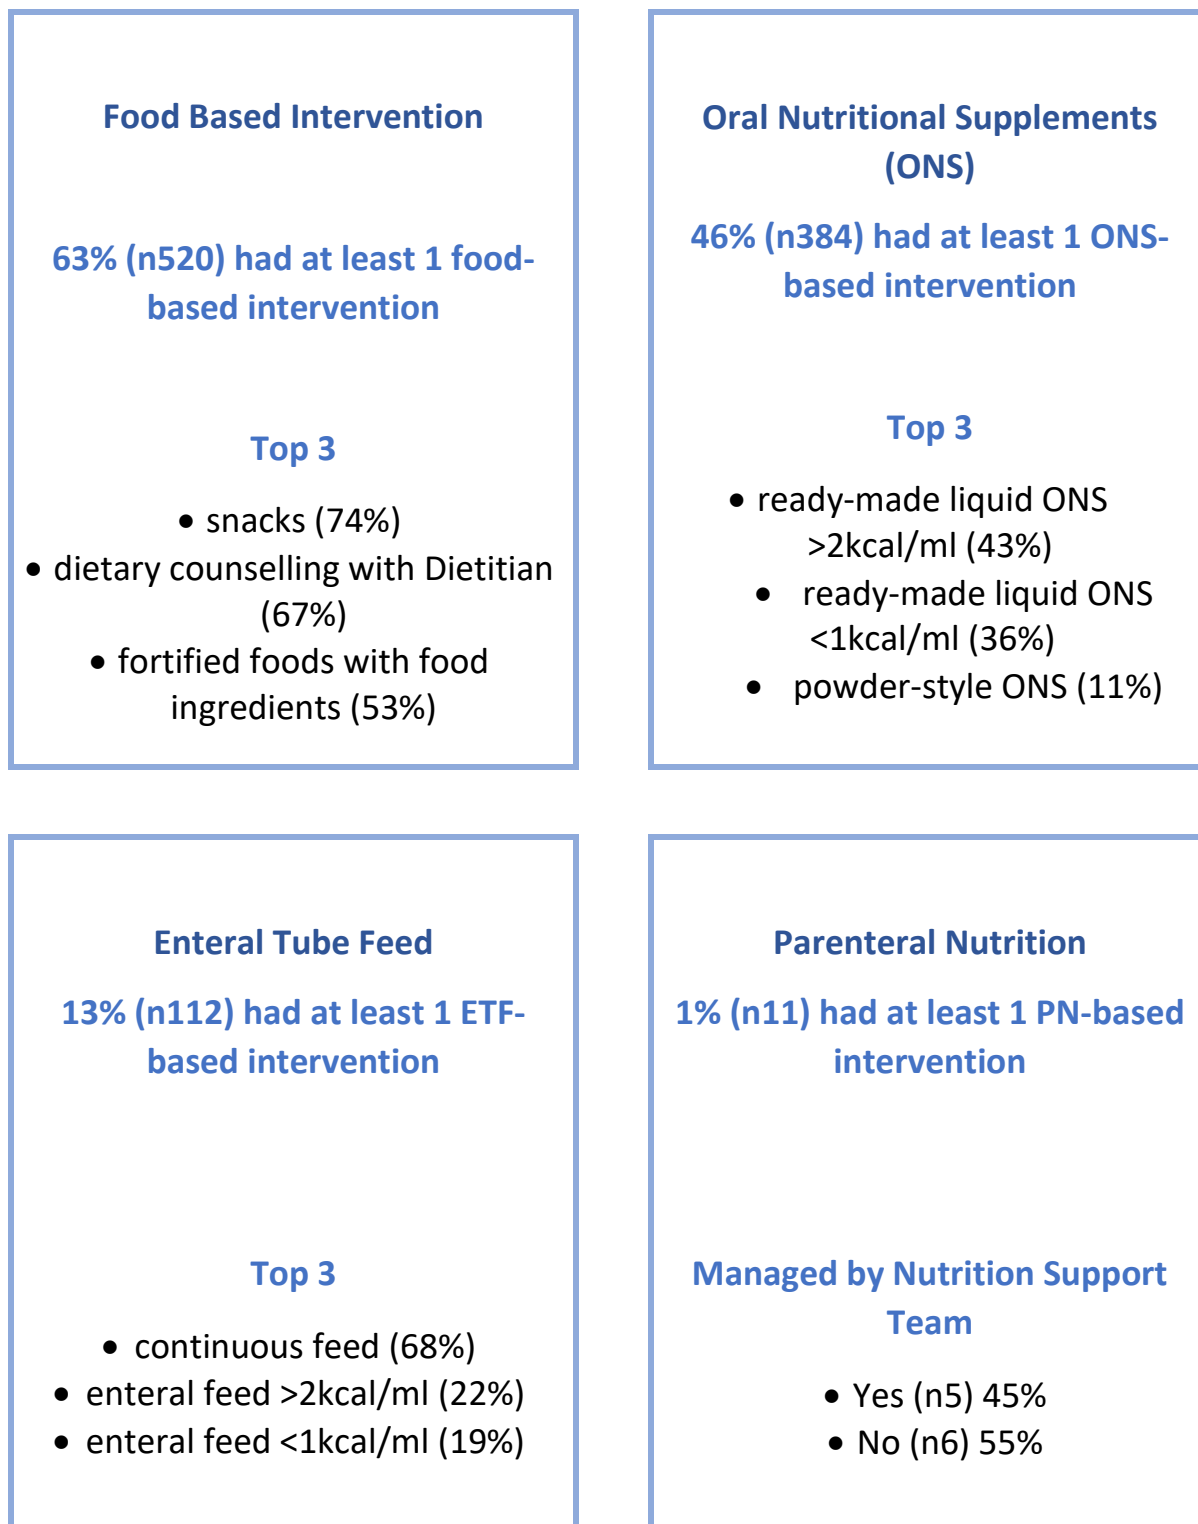 Food Based Intervention
63% (n520) had at least 1 food-
based intervention
Top 3
• snacks (74%)
• dietary counselling with Dietitian
(67%)
• fortified foods with food
ingredients (53%)
Oral Nutritional Supplements
(ONS)
46% (n384) had at least 1 ONS-
based intervention
Top 3
• ready-made liquid ONS
>2kcal/ml (43%)
• ready-made liquid ONS
<1kcal/ml (36%)
• powder-style ONS (11%)
Enteral Tube Feed
13% (n112) had at least 1 ETF-
based intervention
Top 3
• continuous feed (68%)
• enteral feed >2kcal/ml (22%)
• enteral feed <1kcal/ml (19%)
Parenteral Nutrition
1% (n11) had at least 1 PN-based
intervention
Managed by Nutrition Support
Team
• Yes (n5) 45%
• No (n6) 55%